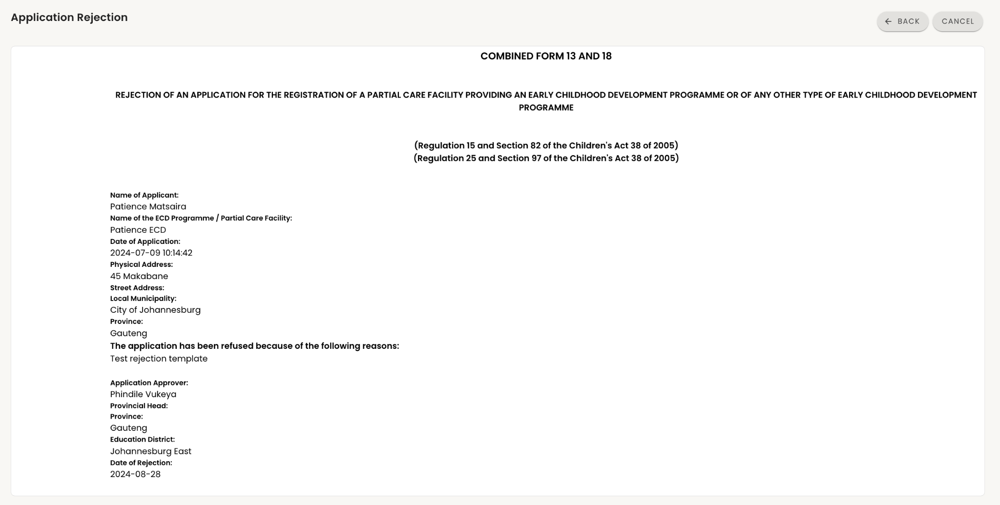 Application Rejection
BACK
CANCEL
COMBINED FORM 13 AND 18
REJECTION OF AN APPLICATION FOR THE REGISTRATION OF A PARTIAL CARE FACILITY PROVIDING AN EARLY CHILDHOOD DEVELOPMENT PROGRAMME OR OF ANY OTHER TYPE OF EARLY CHILDHOOD DEVELOPMENT
PROGRAMME
(Regulation 15 and Section 82 of the Children's Act 38 of 2005)
(Regulation 25 and Section 97 of the Children's Act 38 of 2005)
Name of Applicant:
Patience Matsaira
Name of the ECD Programme / Partial Care Facility:
Patience ECD
Date of Application:
2024-07-09 10:14:42
Physical Address:
45 Makabane
Street Address:
Local Municipality:
City of Johannesburg
Province:
Gauteng
The application has been refused because of the following reasons:
Test rejection template
Application Approver:
Phindile Vukeya
Provincial Head:
Province:
Gauteng
Education District:
Johannesburg East
Date of Rejection:
2024-08-28